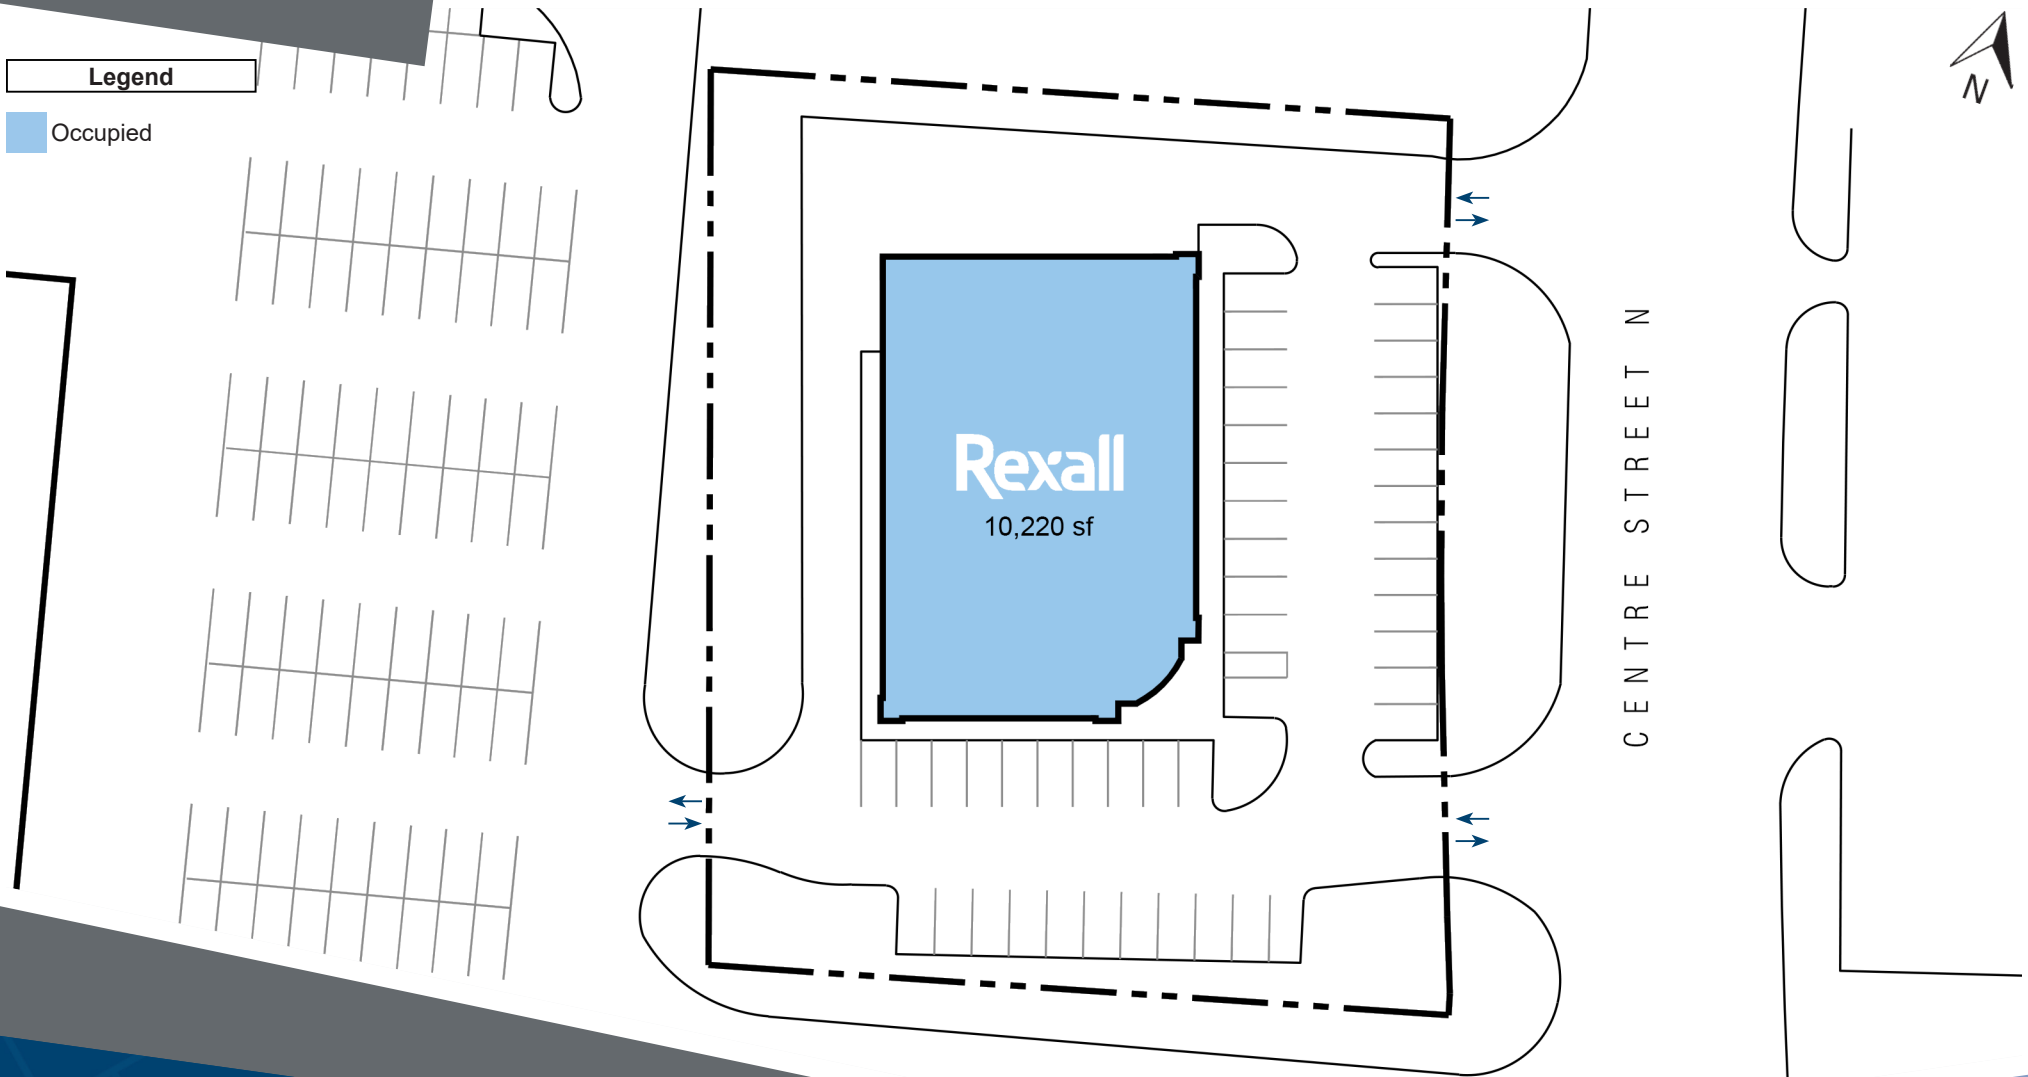 Legend
Occupied
N
Rexall
10,220 sf
CENTRE STREET N